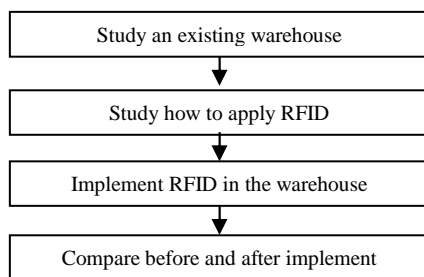 Study an existing warehouse
Study how to apply RFID
Implement RFID in the warehouse
Compare before and after implement